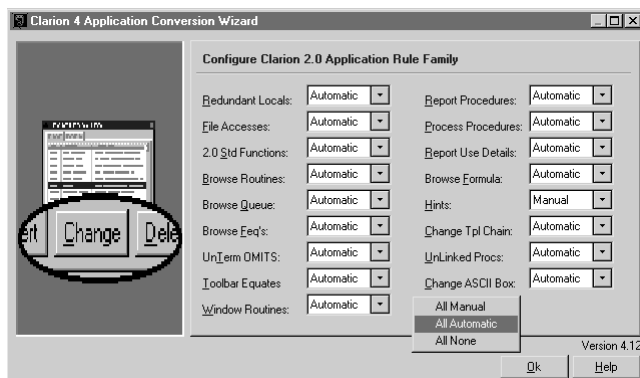 Clarion 4 Application Conversion Wizard
Configure Clarion 2.0 Application Rule Family
Redundant Locals: Automatic
File Accesses: Automatic
2.0 Std Functions: Automatic
Browse Routines: Automatic
Browse Queue: Automatic
Browse Feq's: Automatic
UnTerm OMITS: Automatic
Toolbar Equates Automatic
Window Routines: Automatic
Report Procedures: Automatic
Process Procedures: Automatic
Report Use Details: Automatic
Browse Formula: Automatic
Hints: Manual
Change Tpl Chain: Automatic
UnLinked Procs: Automatic
Change ASCII Box: Automatic
ert Change Dele
All Manual
All Automatic
All None
Version 4.12
Ok Help